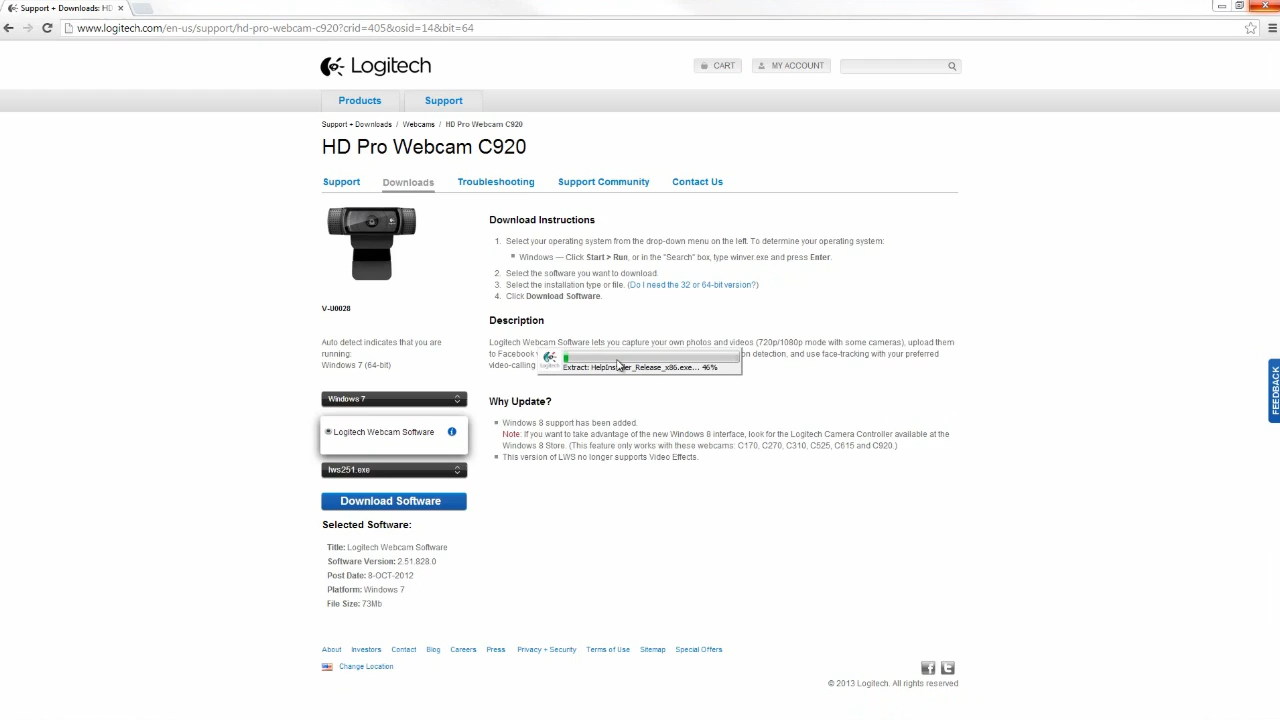 Support + Downloads: HD
www.logitech.com/en-us/support/hd-pro-webcam-c920?crid=405&osid=14&bit=64
Logitech
CART
MY ACCOUNT
Products
Support
Support + Downloads / Webcams / HD Pro Webcam C920
HD Pro Webcam C920
Support
Downloads
Troubleshooting
Support Community
Contact Us
V-U0028
Auto detect indicates that you are
running:
Windows 7 (64-bit)
Windows 7
Logitech Webcam Software
lws251.exe
Download Software
Selected Software:
Title: Logitech Webcam Software
Software Version: 2.51.828.0
Post Date: 8-OCT-2012
Platform: Windows 7
File Size: 73Mb
Download Instructions
1. Select your operating system from the drop-down menu on the left. To determine your operating system:
Windows — Click Start > Run, or in the "Search" box, type winver.exe and press Enter.
2. Select the software you want to download.
3. Select the installation type or file. (Do I need the 32 or 64-bit version?)
4. Click Download Software.
Description
Logitech Webcam Software lets you capture your own photos and videos (720p/1080p mode with some cameras), upload them
to Facebook on detection, and use face-tracking with your preferred
video-calling
Logitech
Extract: _Release_x86.exe... 46%
Why Update?
Windows 8 support has been added.
Note: If you want to take advantage of the new Windows 8 interface, look for the Logitech Camera Controller available at the
Windows 8 Store. (This feature only works with these webcams: C170, C270, C310, C525, C615 and C920.)
This version of LWS no longer supports Video Effects.
FEEDBACK
About Investors Contact Blog Careers Press Privacy + Security Terms of Use Sitemap Special Offers
Change Location
© 2013 Logitech. All rights reserved